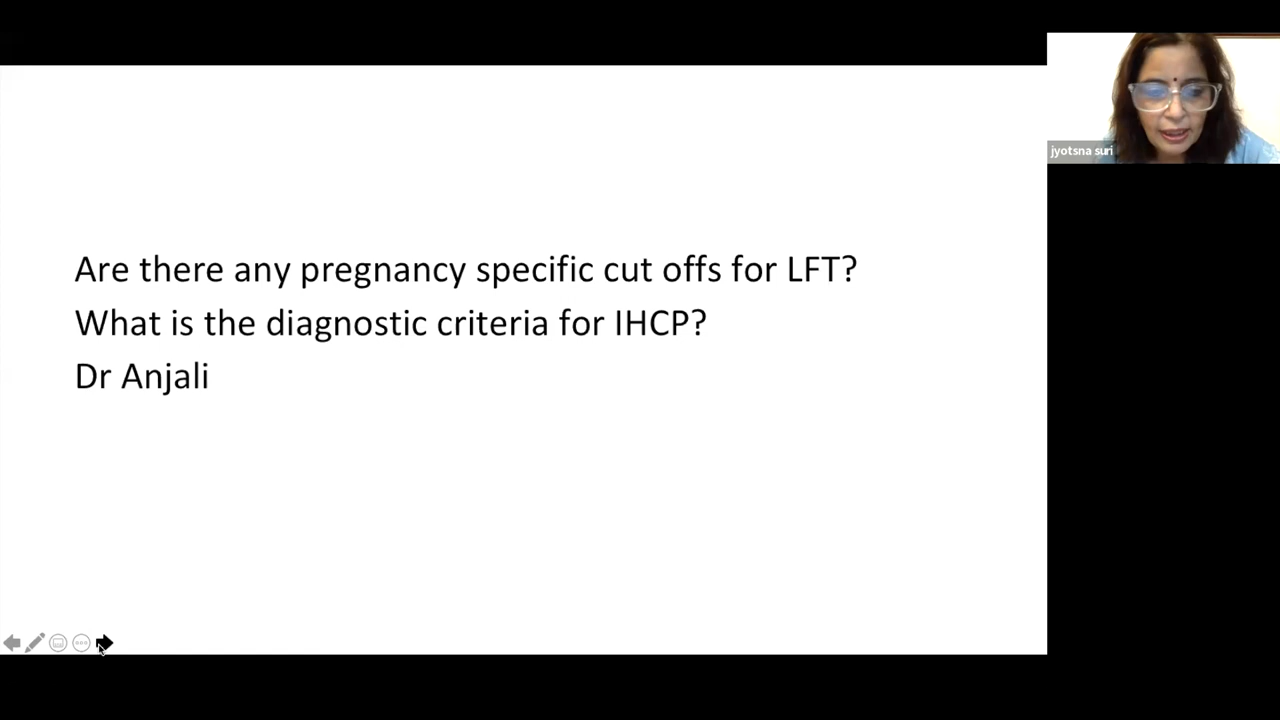 jyotsna suri
Are there any pregnancy specific cut offs for LFT?
What is the diagnostic criteria for IHCP?
Dr Anjali